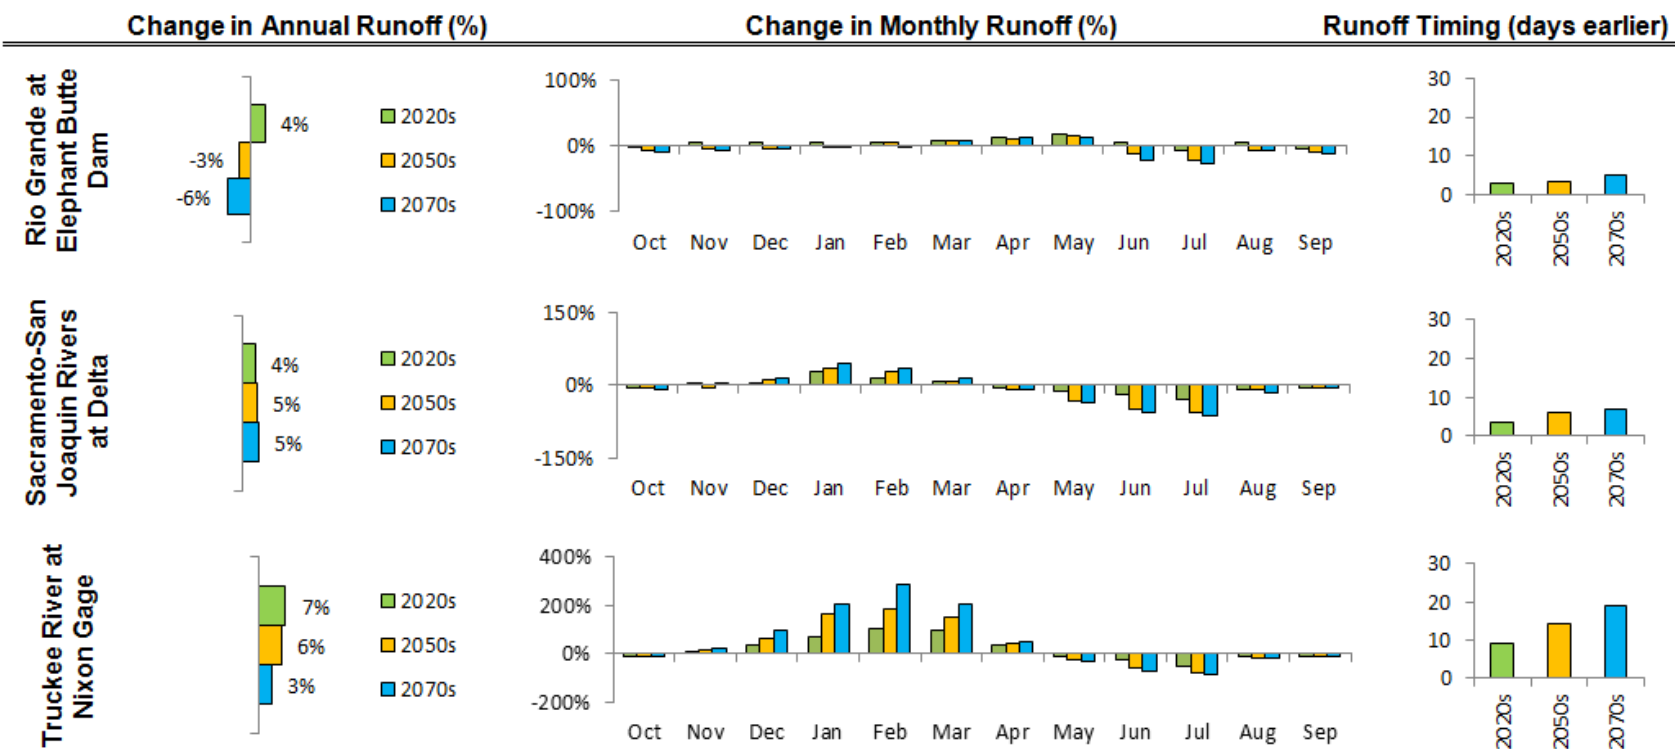 Change in Annual Runoff (%)
Change in Monthly Runoff (%)
Runoff Timing (days earlier)
Rio Grande at
Elephant Butte
Dam
4%
-3%
-6%
2020s
2050s
2070s
100%
0%
-100%
Oct Nov Dec Jan Feb Mar Apr May Jun Jul Aug Sep
30
20
10
0
2020s
2050s
2070s
Sacramento-San
Joaquin Rivers
at Delta
4%
5%
5%
2020s
2050s
2070s
150%
0%
-150%
Oct Nov Dec Jan Feb Mar Apr May Jun Jul Aug Sep
30
20
10
0
2020s
2050s
2070s
Truckee River at
Nixon Gage
7%
6%
3%
2020s
2050s
2070s
400%
200%
0%
-200%
Oct Nov Dec Jan Feb Mar Apr May Jun Jul Aug Sep
30
20
10
0
2020s
2050s
2070s